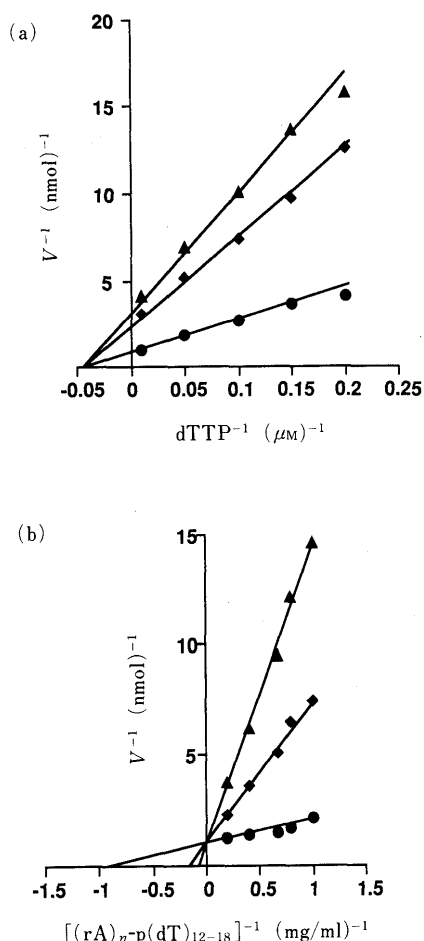 (a)
20
15
10
5
V⁻¹ (nmol)⁻¹
-0.05 0 0.05 0.1 0.15 0.2 0.25
dTTP⁻¹ (μM)⁻¹
(b)
15
10
5
V⁻¹ (nmol)⁻¹
-1.5 -1 -0.5 0 0.5 1 1.5
[(rA)n-p(dT)12-18]⁻¹ (mg/ml)⁻¹